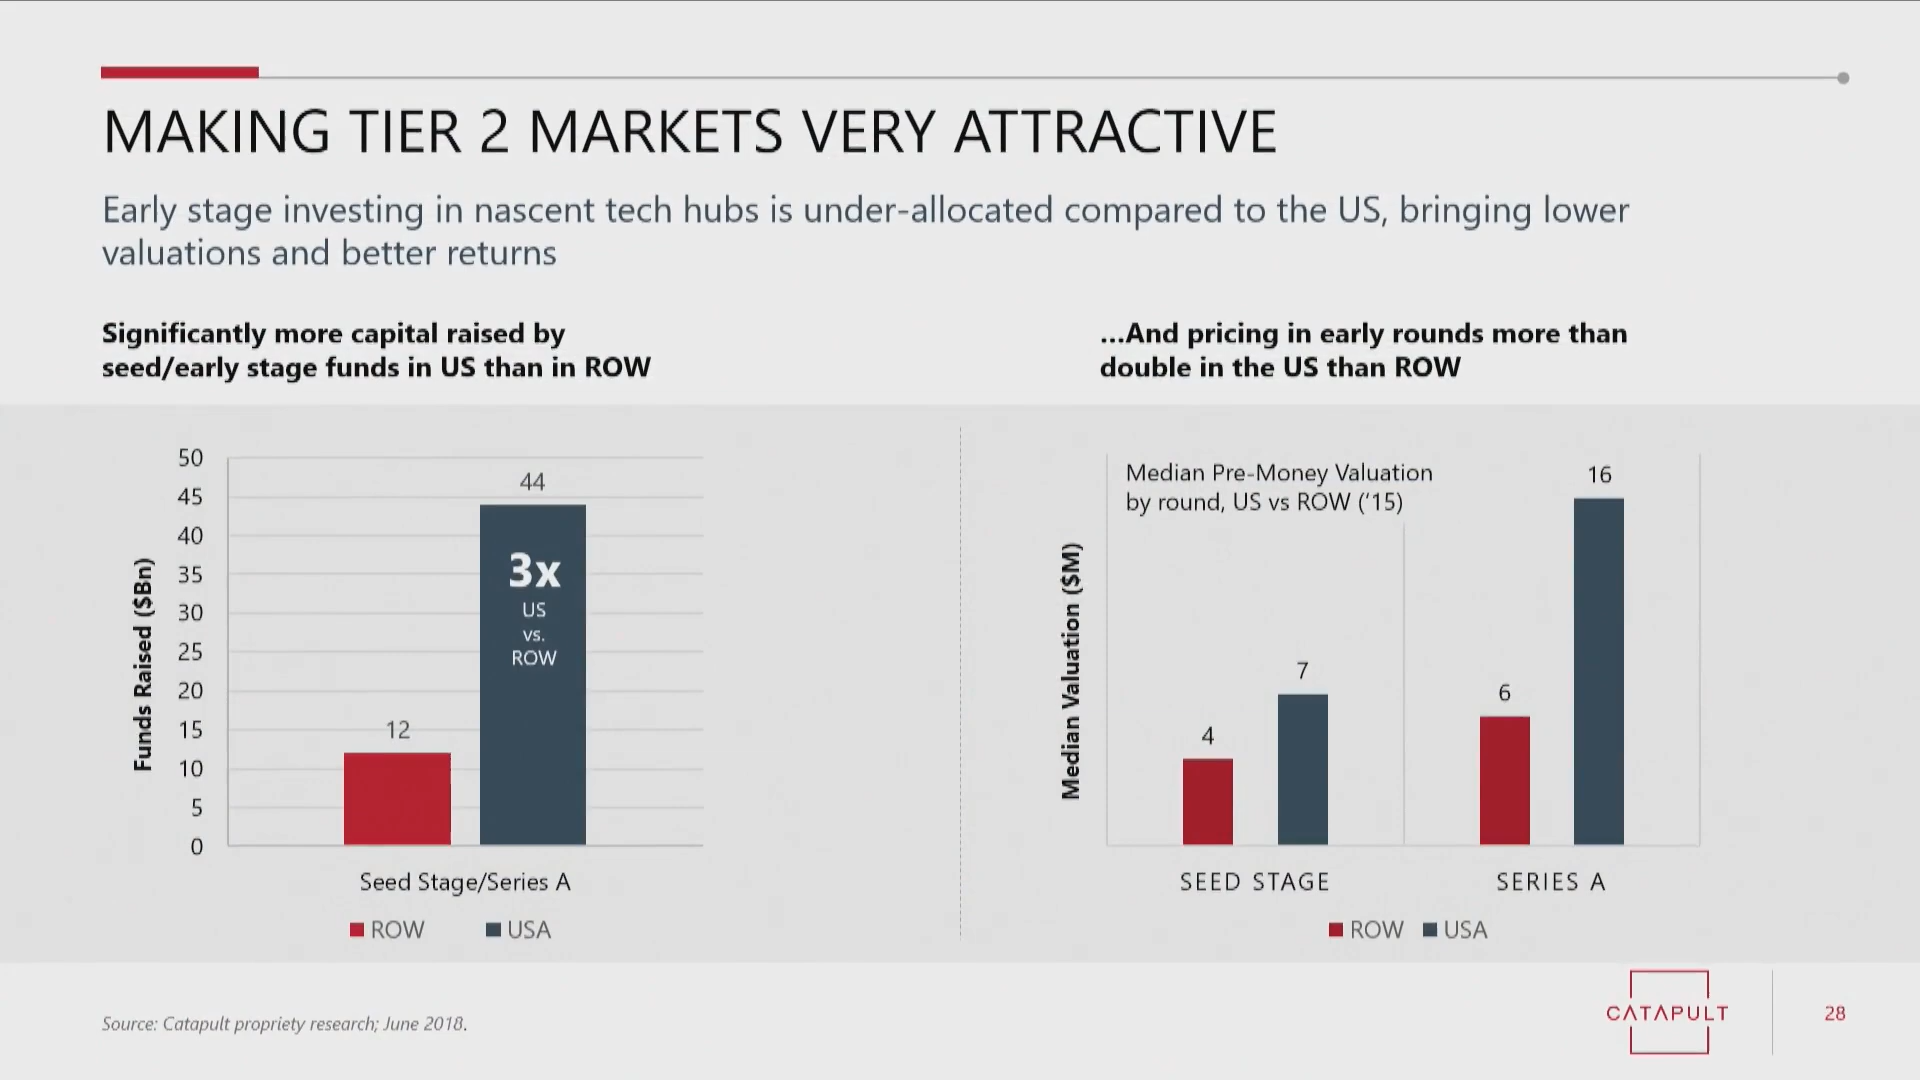 MAKING TIER 2 MARKETS VERY ATTRACTIVE
Early stage investing in nascent tech hubs is under-allocated compared to the US, bringing lower
valuations and better returns
Significantly more capital raised by
seed/early stage funds in US than in ROW
Funds Raised ($Bn)
50
45
40
35
30
25
20
15
10
5
0
12
44
3x
US
vs.
ROW
Seed Stage/Series A
ROW USA
...And pricing in early rounds more than
double in the US than ROW
Median Pre-Money Valuation
by round, US vs ROW (‘15)
Median Valuation ($M)
4
7
6
16
SEED STAGE
SERIES A
ROW USA
Source: Catapult propriety research; June 2018.
CATAPULT
28